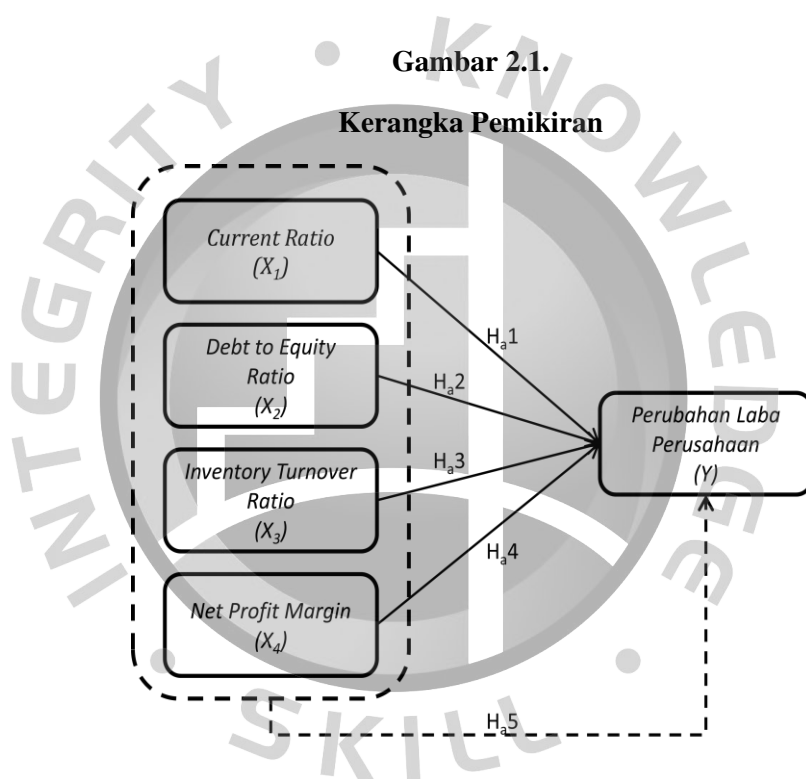 Gambar 2.1.
Kerangka Pemikiran
INTEGRITY • KNOWLEDGE • SKILL •
Current Ratio
(X₁)
Debt to Equity
Ratio
(X₂)
Inventory Turnover
Ratio
(X₃)
Net Profit Margin
(X₄)
Hₐ1
Hₐ2
Hₐ3
Hₐ4
Perubahan Laba
Perusahaan
(Y)
Hₐ5